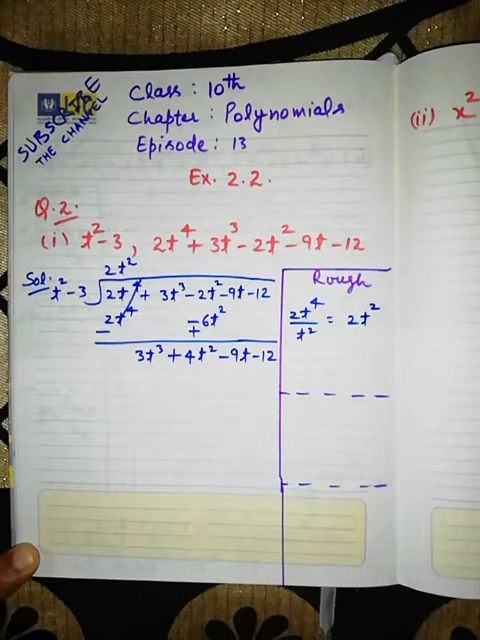 SUBSCRIBE
THE CHANNEL
Class : 10th
Chapter : Polynomials
Episode : 13
Ex. 2.2.
Q.2.
(i) t² - 3 , 2t⁴ + 3t³ - 2t² - 9t - 12
2t²
Sol: t² - 3 ) 2t⁴ + 3t³ - 2t² - 9t - 12
2t⁴ - 6t²
- +
3t³ + 4t² - 9t - 12
Rough
2t⁴/t² = 2t²
(ii) x²